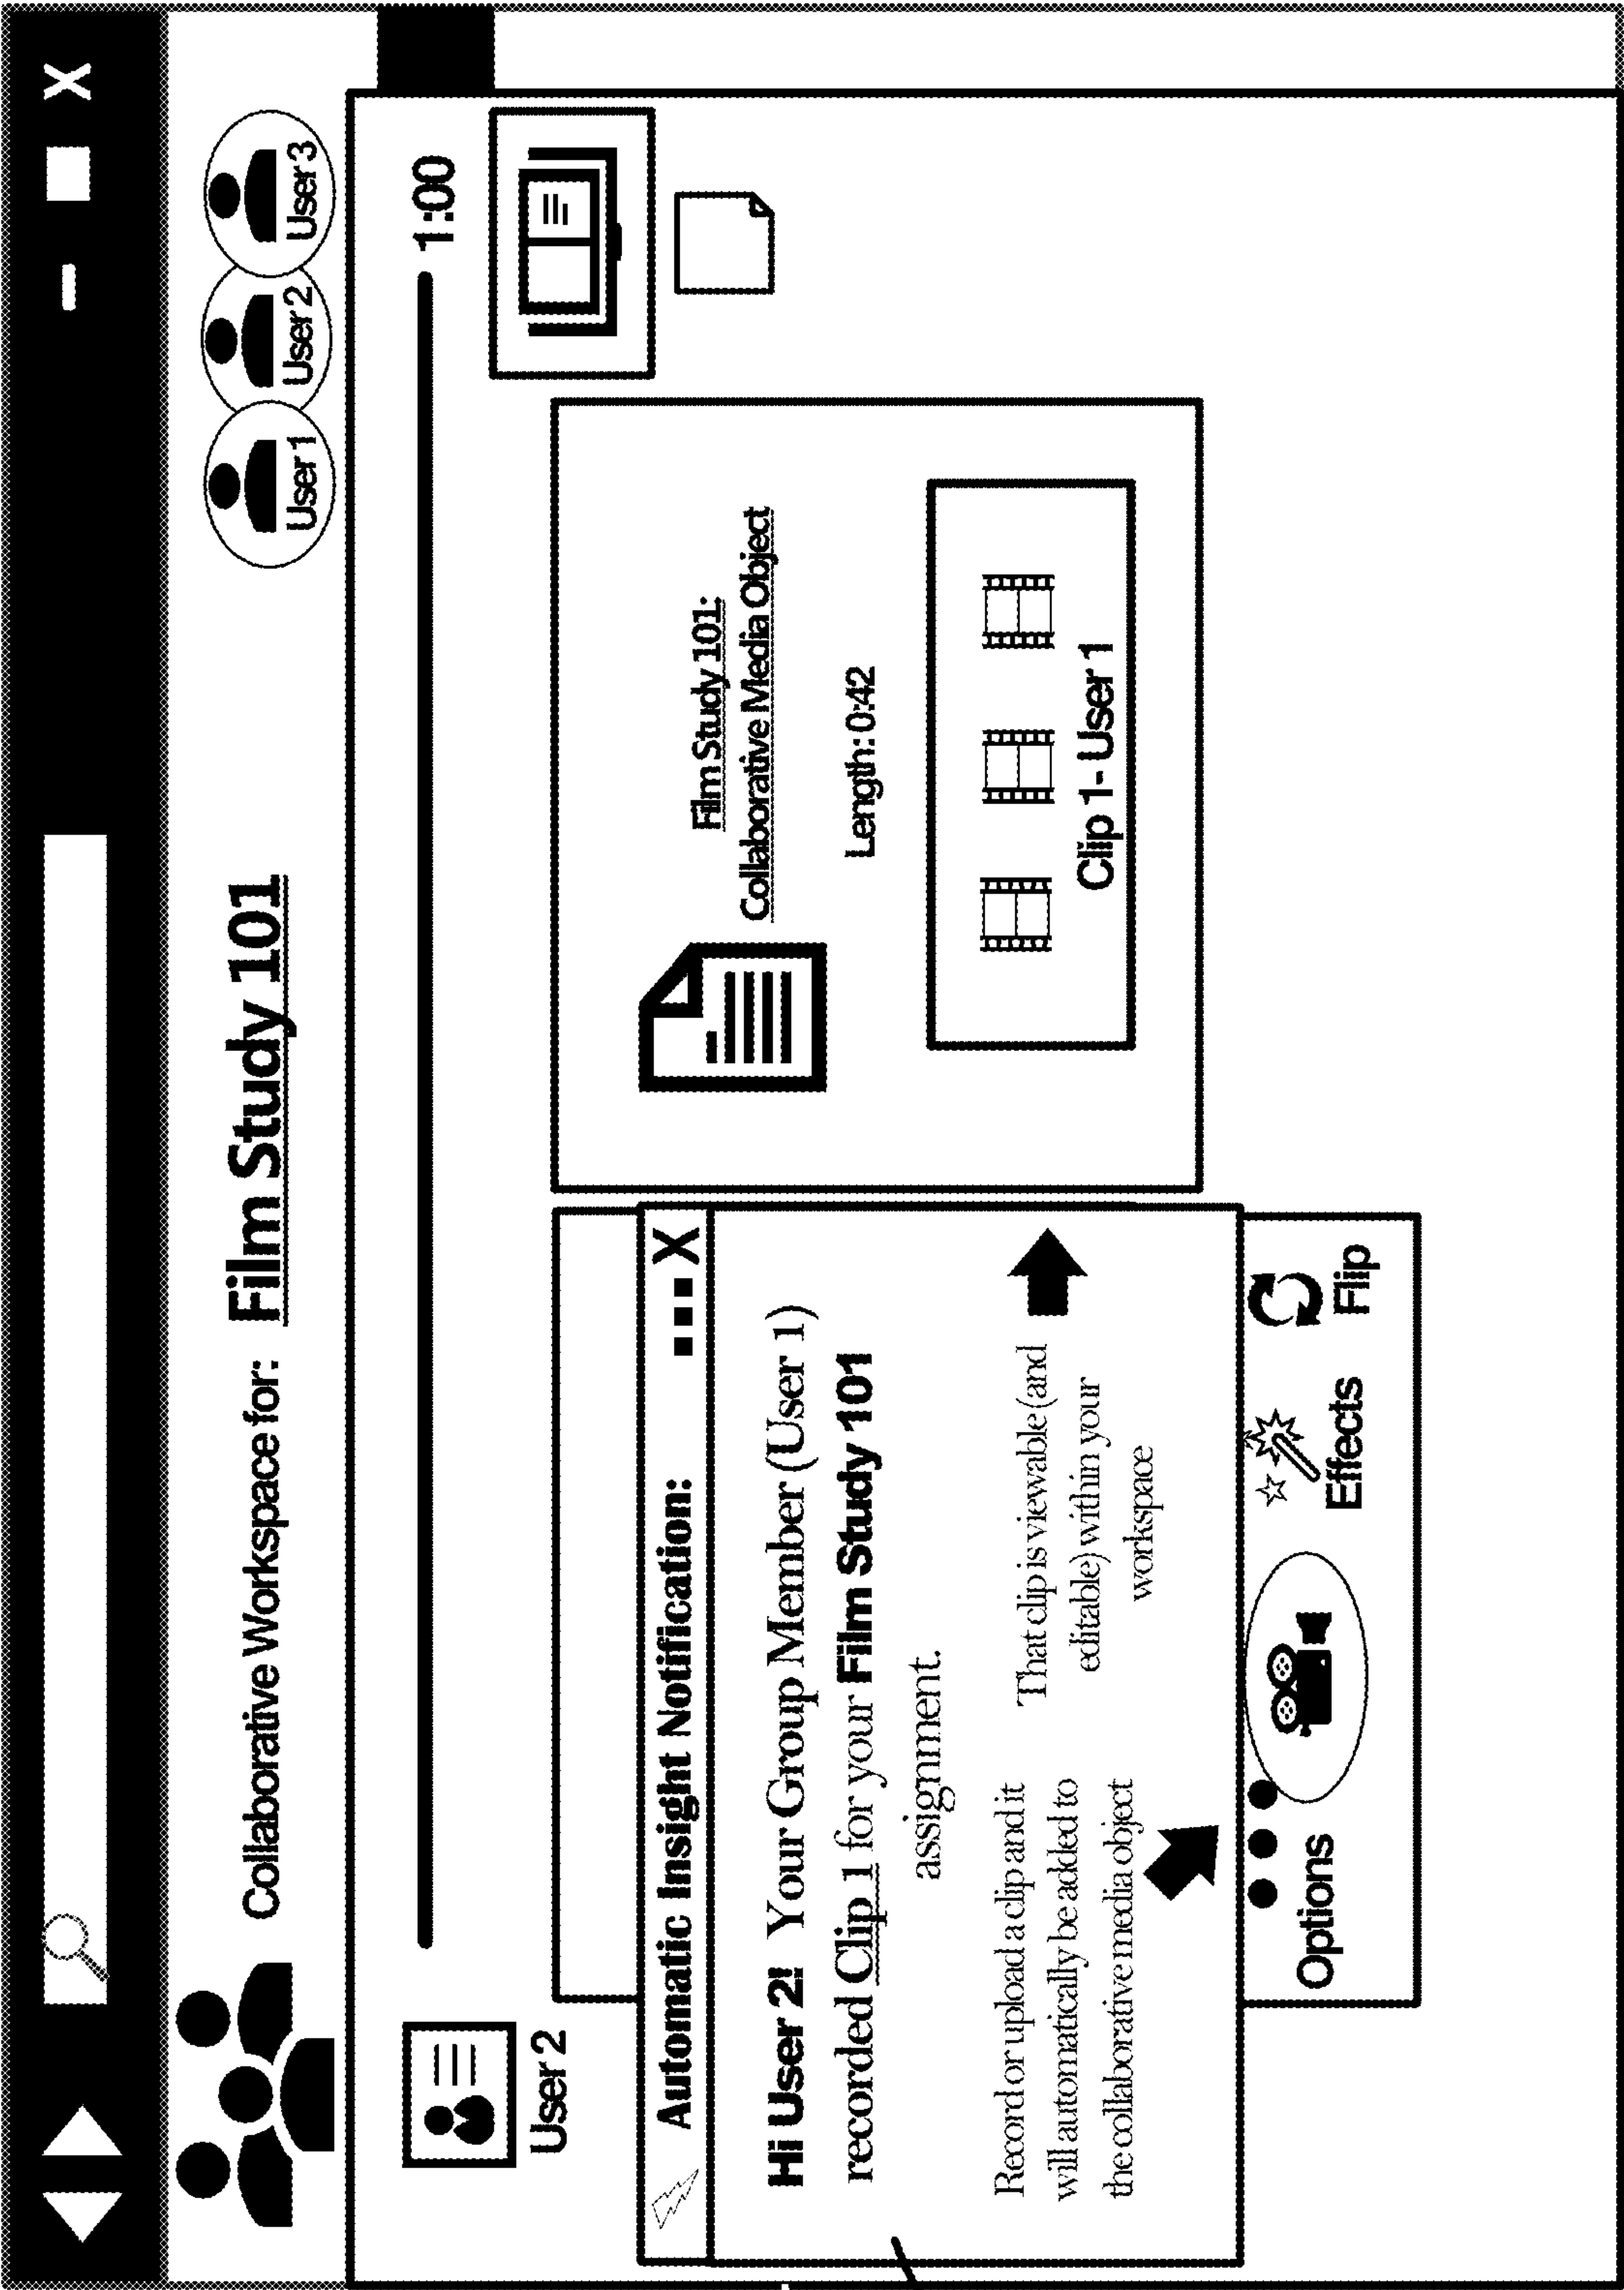 X
Collaborative Workspace for: Film Study 101
User 1
User 2
User 3
User 2
1:00
Automatic Insight Notification:
X
Hi User 2! Your Group Member (User 1)
recorded Clip 1 for your Film Study 101
assignment.
Record or upload a clip and it
will automatically be added to
the collaborative media object
That clip is viewable (and
editable) within your
workspace
Options
Effects
Flip
Film Study 101:
Collaborative Media Object
Length: 0:42
Clip 1- User 1